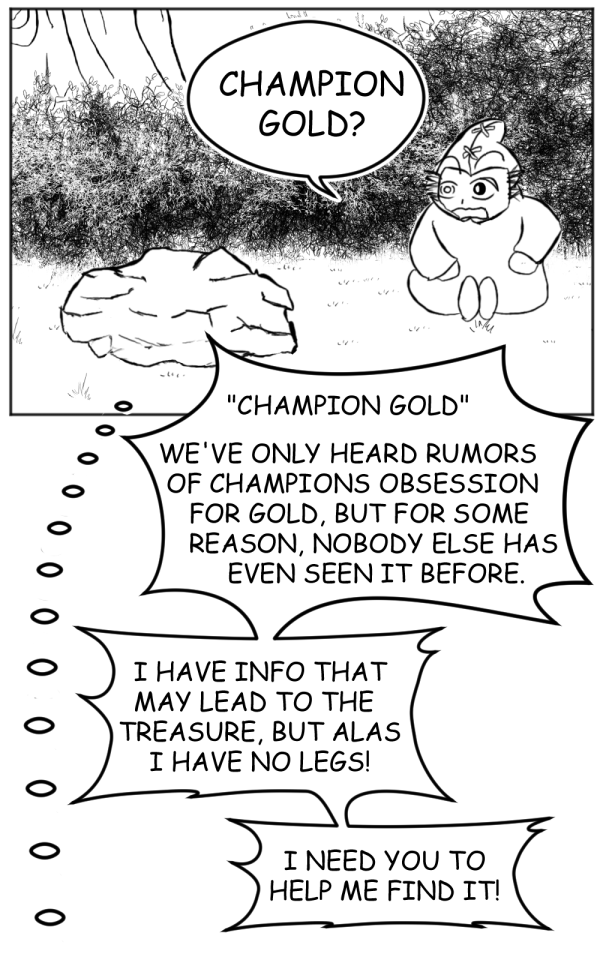 CHAMPION
GOLD?
"CHAMPION GOLD"
WE'VE ONLY HEARD RUMORS
OF CHAMPIONS OBSESSION
FOR GOLD, BUT FOR SOME
REASON, NOBODY ELSE HAS
EVEN SEEN IT BEFORE.
I HAVE INFO THAT
MAY LEAD TO THE
TREASURE, BUT ALAS
I HAVE NO LEGS!
I NEED YOU TO
HELP ME FIND IT!